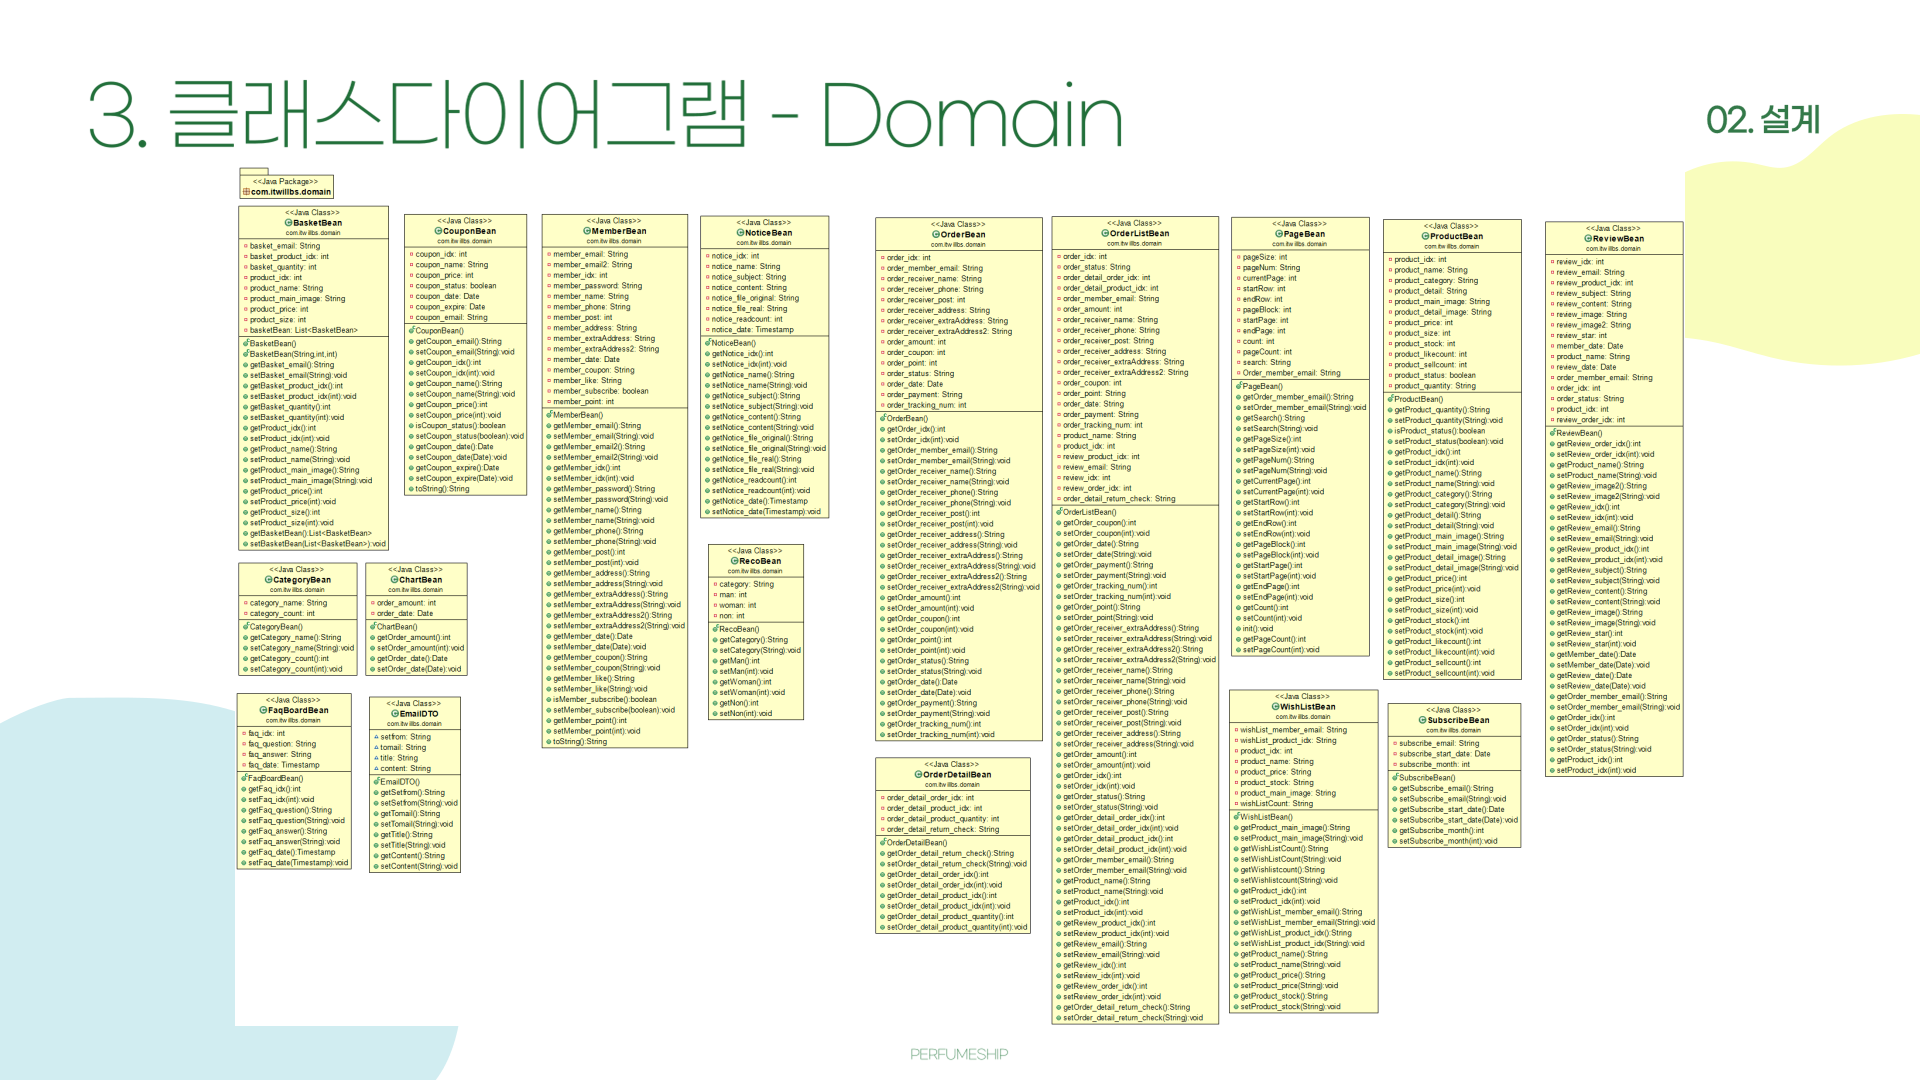 3. 클래스다이어그램 - Domain
02. 설계
<<Java Package>>
com.itwillbs.domain
<<Java Class>>
BasketBean
com.itwillbs.domain
basket_email: String
basket_product_idx: int
basket_quantity: int
product_idx: int
product_name: String
product_main_image: String
product_price: int
product_size: int
basketBean: List<BasketBean>
BasketBean()
BasketBean(String,int,int)
getBasket_email():String
setBasket_email(String):void
getBasket_product_idx():int
setBasket_product_idx(int):void
getBasket_quantity():int
setBasket_quantity(int):void
getProduct_idx():int
setProduct_idx(int):void
getProduct_name():String
setProduct_name(String):void
getProduct_main_image():String
setProduct_main_image(String):void
getProduct_price():int
setProduct_price(int):void
getProduct_size():int
setProduct_size(int):void
getBasketBean():List<BasketBean>
setBasketBean(List<BasketBean>):void
<<Java Class>>
CategoryBean
com.itwillbs.domain
category_name: String
category_count: int
CategoryBean()
getCategory_name():String
setCategory_name(String):void
getCategory_count():int
setCategory_count(int):void
<<Java Class>>
ChartBean
com.itwillbs.domain
order_amount: int
order_date: Date
ChartBean()
getOrder_amount():int
setOrder_amount(int):void
getOrder_date():Date
setOrder_date(Date):void
<<Java Class>>
FaqBoardBean
com.itwillbs.domain
faq_idx: int
faq_question: String
faq_answer: String
faq_date: Timestamp
FaqBoardBean()
getFaq_idx():int
setFaq_idx(int):void
getFaq_question():String
setFaq_question(String):void
getFaq_answer():String
setFaq_answer(String):void
getFaq_date():Timestamp
setFaq_date(Timestamp):void
<<Java Class>>
EmailDTO
com.itwillbs.domain
setfrom: String
tomail: String
title: String
content: String
EmailDTO()
getSetfrom():String
setSetfrom(String):void
getTomail():String
setTomail(String):void
getTitle():String
setTitle(String):void
getContent():String
setContent(String):void
<<Java Class>>
CouponBean
com.itwillbs.domain
coupon_idx: int
coupon_name: String
coupon_price: int
coupon_status: boolean
coupon_date: Date
coupon_expire: Date
coupon_email: String
CouponBean()
getCoupon_email():String
setCoupon_email(String):void
getCoupon_idx():int
setCoupon_idx(int):void
getCoupon_name():String
setCoupon_name(String):void
getCoupon_price():int
setCoupon_price(int):void
isCoupon_status():boolean
setCoupon_status(boolean):void
getCoupon_date():Date
setCoupon_date(Date):void
getCoupon_expire():Date
setCoupon_expire(Date):void
toString():String
<<Java Class>>
MemberBean
com.itwillbs.domain
member_email: String
member_email2: String
member_idx: int
member_password: String
member_name: String
member_phone: String
member_post: int
member_address: String
member_extraAddress: String
member_extraAddress2: String
member_date: Date
member_coupon: String
member_like: String
member_subscribe: boolean
member_point: int
MemberBean()
getMember_email():String
setMember_email(String):void
getMember_email2():String
setMember_email2(String):void
getMember_idx():int
setMember_idx(int):void
getMember_password():String
setMember_password(String):void
getMember_name():String
setMember_name(String):void
getMember_phone():String
setMember_phone(String):void
getMember_post():int
setMember_post(int):void
getMember_address():String
setMember_address(String):void
getMember_extraAddress():String
setMember_extraAddress(String):void
getMember_extraAddress2():String
setMember_extraAddress2(String):void
getMember_date():Date
setMember_date(Date):void
getMember_coupon():String
setMember_coupon(String):void
getMember_like():String
setMember_like(String):void
isMember_subscribe():boolean
setMember_subscribe(boolean):void
getMember_point():int
setMember_point(int):void
toString():String
<<Java Class>>
NoticeBean
com.itwillbs.domain
notice_idx: int
notice_name: String
notice_subject: String
notice_content: String
notice_file_original: String
notice_file_real: String
notice_readcount: int
notice_date: Timestamp
NoticeBean()
getNotice_idx():int
setNotice_idx(int):void
getNotice_name():String
setNotice_name(String):void
getNotice_subject():String
setNotice_subject(String):void
getNotice_content():String
setNotice_content(String):void
getNotice_file_original():String
setNotice_file_original(String):void
getNotice_file_real():String
setNotice_file_real(String):void
getNotice_readcount():int
setNotice_readcount(int):void
getNotice_date():Timestamp
setNotice_date(Timestamp):void
<<Java Class>>
RecoBean
com.itwillbs.domain
category: String
man: int
woman: int
non: int
RecoBean()
getCategory():String
setCategory(String):void
getMan():int
setMan(int):void
getWoman():int
setWoman(int):void
getNon():int
setNon(int):void
<<Java Class>>
OrderBean
com.itwillbs.domain
order_idx: int
order_member_email: String
order_receiver_name: String
order_receiver_phone: String
order_receiver_post: int
order_receiver_address: String
order_receiver_extraAddress: String
order_receiver_extraAddress2: String
order_amount: int
order_coupon: int
order_point: int
order_status: String
order_date: Date
order_payment: String
order_tracking_num: int
OrderBean()
getOrder_idx():int
setOrder_idx(int):void
getOrder_member_email():String
setOrder_member_email(String):void
getOrder_receiver_name():String
setOrder_receiver_name(String):void
getOrder_receiver_phone():String
setOrder_receiver_phone(String):void
getOrder_receiver_post():int
setOrder_receiver_post(int):void
getOrder_receiver_address():String
setOrder_receiver_address(String):void
getOrder_receiver_extraAddress():String
setOrder_receiver_extraAddress(String):void
getOrder_receiver_extraAddress2():String
setOrder_receiver_extraAddress2(String):void
getOrder_amount():int
setOrder_amount(int):void
getOrder_coupon():int
setOrder_coupon(int):void
getOrder_point():int
setOrder_point(int):void
getOrder_status():String
setOrder_status(String):void
getOrder_date():Date
setOrder_date(Date):void
getOrder_payment():String
setOrder_payment(String):void
getOrder_tracking_num():int
setOrder_tracking_num(int):void
<<Java Class>>
OrderDetailBean
com.itwillbs.domain
order_detail_order_idx: int
order_detail_product_idx: int
order_detail_product_quantity: int
order_detail_return_check: String
OrderDetailBean()
getOrder_detail_return_check():String
setOrder_detail_return_check(String):void
getOrder_detail_order_idx():int
setOrder_detail_order_idx(int):void
getOrder_detail_product_idx():int
setOrder_detail_product_idx(int):void
getOrder_detail_product_quantity():int
setOrder_detail_product_quantity(int):void
<<Java Class>>
OrderListBean
com.itwillbs.domain
order_idx: int
order_status: String
order_detail_order_idx: int
order_detail_product_idx: int
order_member_email: String
order_amount: int
order_receiver_name: String
order_receiver_phone: String
order_receiver_post: String
order_receiver_address: String
order_receiver_extraAddress: String
order_receiver_extraAddress2: String
order_coupon: int
order_point: String
order_date: String
order_payment: String
order_tracking_num: int
product_name: String
product_idx: int
review_product_idx: int
review_email: String
review_idx: int
review_order_idx: int
order_detail_return_check: String
OrderListBean()
getOrder_coupon():int
setOrder_coupon(int):void
getOrder_date():String
setOrder_date(String):void
getOrder_payment():String
setOrder_payment(String):void
getOrder_tracking_num():int
setOrder_tracking_num(int):void
getOrder_point():String
setOrder_point(String):void
getOrder_receiver_extraAddress():String
setOrder_receiver_extraAddress(String):void
getOrder_receiver_extraAddress2():String
setOrder_receiver_extraAddress2(String):void
getOrder_receiver_name():String
setOrder_receiver_name(String):void
getOrder_receiver_phone():String
setOrder_receiver_phone(String):void
getOrder_receiver_post():String
setOrder_receiver_post(String):void
getOrder_receiver_address():String
setOrder_receiver_address(String):void
getOrder_amount():int
setOrder_amount(int):void
getOrder_idx():int
setOrder_idx(int):void
getOrder_status():String
setOrder_status(String):void
getOrder_detail_order_idx():int
setOrder_detail_order_idx(int):void
getOrder_detail_product_idx():int
setOrder_detail_product_idx(int):void
getOrder_member_email():String
setOrder_member_email(String):void
getProduct_name():String
setProduct_name(String):void
getProduct_idx():int
setProduct_idx(int):void
getReview_product_idx():int
setReview_product_idx(int):void
getReview_email():String
setReview_email(String):void
getReview_idx():int
setReview_idx(int):void
getReview_order_idx():int
setReview_order_idx(int):void
getOrder_detail_return_check():String
setOrder_detail_return_check(String):void
<<Java Class>>
PageBean
com.itwillbs.domain
pageSize: int
pageNum: String
currentPage: int
startRow: int
endRow: int
pageBlock: int
startPage: int
endPage: int
count: int
pageCount: int
search: String
Order_member_email: String
PageBean()
getOrder_member_email():String
setOrder_member_email(String):void
getSearch():String
setSearch(String):void
getPageSize():int
setPageSize(int):void
getPageNum():String
setPageNum(String):void
getCurrentPage():int
setCurrentPage(int):void
getStartRow():int
setStartRow(int):void
getEndRow():int
setEndRow(int):void
getPageBlock():int
setPageBlock(int):void
getStartPage():int
setStartPage(int):void
getEndPage():int
setEndPage(int):void
getCount():int
setCount(int):void
init():void
getPageCount():int
setPageCount(int):void
<<Java Class>>
WishListBean
com.itwillbs.domain
wishList_member_email: String
wishList_product_idx: String
product_idx: int
product_name: String
product_price: String
product_stock: String
product_main_image: String
wishListCount: String
WishListBean()
getProduct_main_image():String
setProduct_main_image(String):void
getWishListCount():String
setWishListCount(String):void
getWishlistcount():String
setWishlistcount(String):void
getProduct_idx():int
setProduct_idx(int):void
getWishList_member_email():String
setWishList_member_email(String):void
getWishList_product_idx():String
setWishList_product_idx(String):void
getProduct_name():String
setProduct_name(String):void
getProduct_price():String
setProduct_price(String):void
getProduct_stock():String
setProduct_stock(String):void
<<Java Class>>
ProductBean
com.itwillbs.domain
product_idx: int
product_name: String
product_category: String
product_detail: String
product_main_image: String
product_detail_image: String
product_price: int
product_size: int
product_stock: int
product_likecount: int
product_sellcount: int
product_status: boolean
product_quantity: String
ProductBean()
getProduct_quantity():String
setProduct_quantity(String):void
isProduct_status():boolean
setProduct_status(boolean):void
getProduct_idx():int
setProduct_idx(int):void
getProduct_name():String
setProduct_name(String):void
getProduct_category():String
setProduct_category(String):void
getProduct_detail():String
setProduct_detail(String):void
getProduct_main_image():String
setProduct_main_image(String):void
getProduct_detail_image():String
setProduct_detail_image(String):void
getProduct_price():int
setProduct_price(int):void
getProduct_size():int
setProduct_size(int):void
getProduct_stock():int
setProduct_stock(int):void
getProduct_likecount():int
setProduct_likecount(int):void
getProduct_sellcount():int
setProduct_sellcount(int):void
<<Java Class>>
SubscribeBean
com.itwillbs.domain
subscribe_email: String
subscribe_start_date: Date
subscribe_month: int
SubscribeBean()
getSubscribe_email():String
setSubscribe_email(String):void
getSubscribe_start_date():Date
setSubscribe_start_date(Date):void
getSubscribe_month():int
setSubscribe_month(int):void
<<Java Class>>
ReviewBean
com.itwillbs.domain
review_idx: int
review_email: String
review_product_idx: int
review_subject: String
review_content: String
review_image: String
review_image2: String
review_star: int
member_date: Date
product_name: String
review_date: Date
order_member_email: String
order_idx: int
order_status: String
product_idx: int
review_order_idx: int
ReviewBean()
getReview_order_idx():int
setReview_order_idx(int):void
getProduct_name():String
setProduct_name(String):void
getReview_image2():String
setReview_image2(String):void
getReview_idx():int
setReview_idx(int):void
getReview_email():String
setReview_email(String):void
getReview_product_idx():int
setReview_product_idx(int):void
getReview_subject():String
setReview_subject(String):void
getReview_content():String
setReview_content(String):void
getReview_image():String
setReview_image(String):void
getReview_star():int
setReview_star(int):void
getMember_date():Date
setMember_date(Date):void
getReview_date():Date
setReview_date(Date):void
getOrder_member_email():String
setOrder_member_email(String):void
getOrder_idx():int
setOrder_idx(int):void
getOrder_status():String
setOrder_status(String):void
getProduct_idx():int
setProduct_idx(int):void
PERFUMESHIP